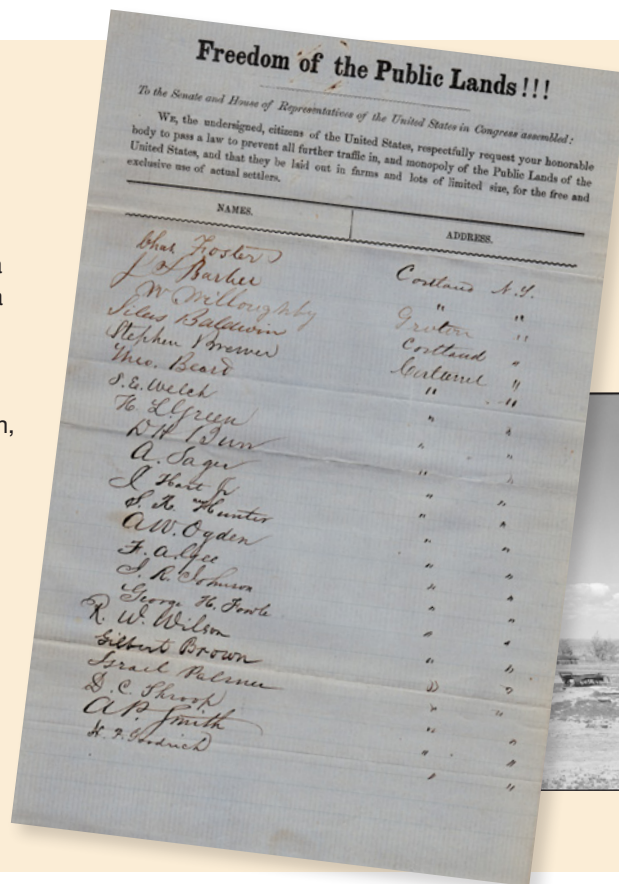 Freedom of the Public Lands!!!
To the Senate and House of Representatives of the United States in Congress assembled:
WE, the undersigned, citizens of the United States, respectfully request your honorable
body to pass a law to prevent all further traffic in, and monopoly of the Public Lands of the
United States, and that they be laid out in farms and lots of limited size, for the free and
exclusive use of actual settlers.
NAMES. ADDRESS.
Chas Foster Cortland N.Y.
Barber " "
W Willoughby Groton "
Silas Baldwin Cortland "
Stephen Brewer "
Theo. Beard " "
S.E. Welch " "
H. L. Green " "
D H " "
A. Sager " "
Hart Jr " "
Hunter " "
A.W. Ogden " "
F. A. " "
J. R. Johnson " "
George H. Fowle " "
R. W. Wilson " "
Gilbert Brown " "
Israel Palmer " "
D. C. " "
A. P. Smith " "
Goodrich